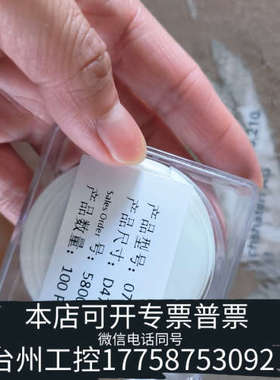 产品型号：07
产品尺寸：D47
Sales Order 号：5800
产品数量：100 P
本店可开专票普票
微信电话同号
台州工控17758753092